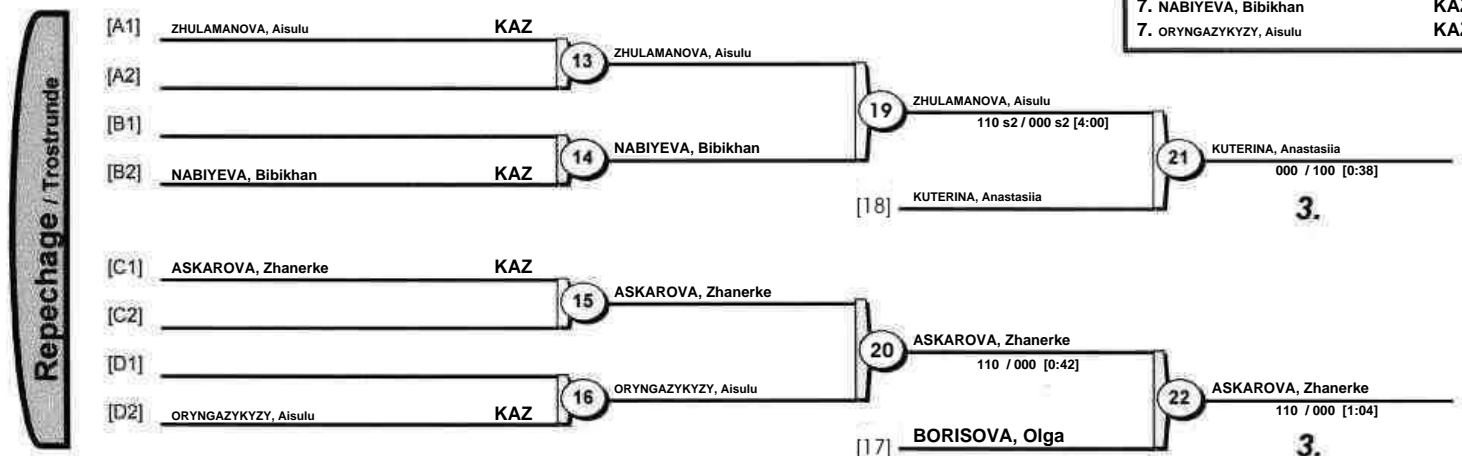 7. NABIYEVA, Bibikhan KAZ
7. ORYNGAZYKYZY, Aisulu KAZ
Repechage / Trostrunde
[A1] ZHULAMANOVA, Aisulu KAZ
13 ZHULAMANOVA, Aisulu
[A2]
19 ZHULAMANOVA, Aisulu
110 s2 / 000 s2 [4:00]
[B1]
14 NABIYEVA, Bibikhan
21 KUTERINA, Anastasiia
000 / 100 [0:38]
[B2] NABIYEVA, Bibikhan KAZ
[18] KUTERINA, Anastasiia
3.
[C1] ASKAROVA, Zhanerke KAZ
15 ASKAROVA, Zhanerke
[C2]
20 ASKAROVA, Zhanerke
110 / 000 [0:42]
[D1]
16 ORYNGAZYKYZY, Aisulu
22 ASKAROVA, Zhanerke
110 / 000 [1:04]
[D2] ORYNGAZYKYZY, Aisulu KAZ
[17] BORISOVA, Olga
3.